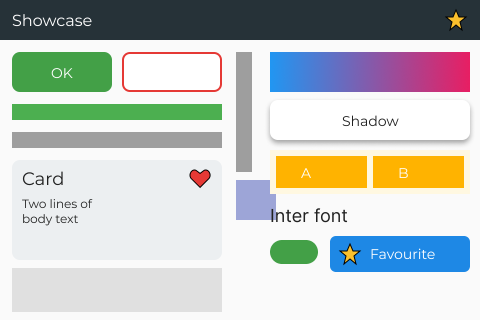 Showcase
OK
Shadow
Card
Two lines of
body text
A
B
Inter font
Favourite